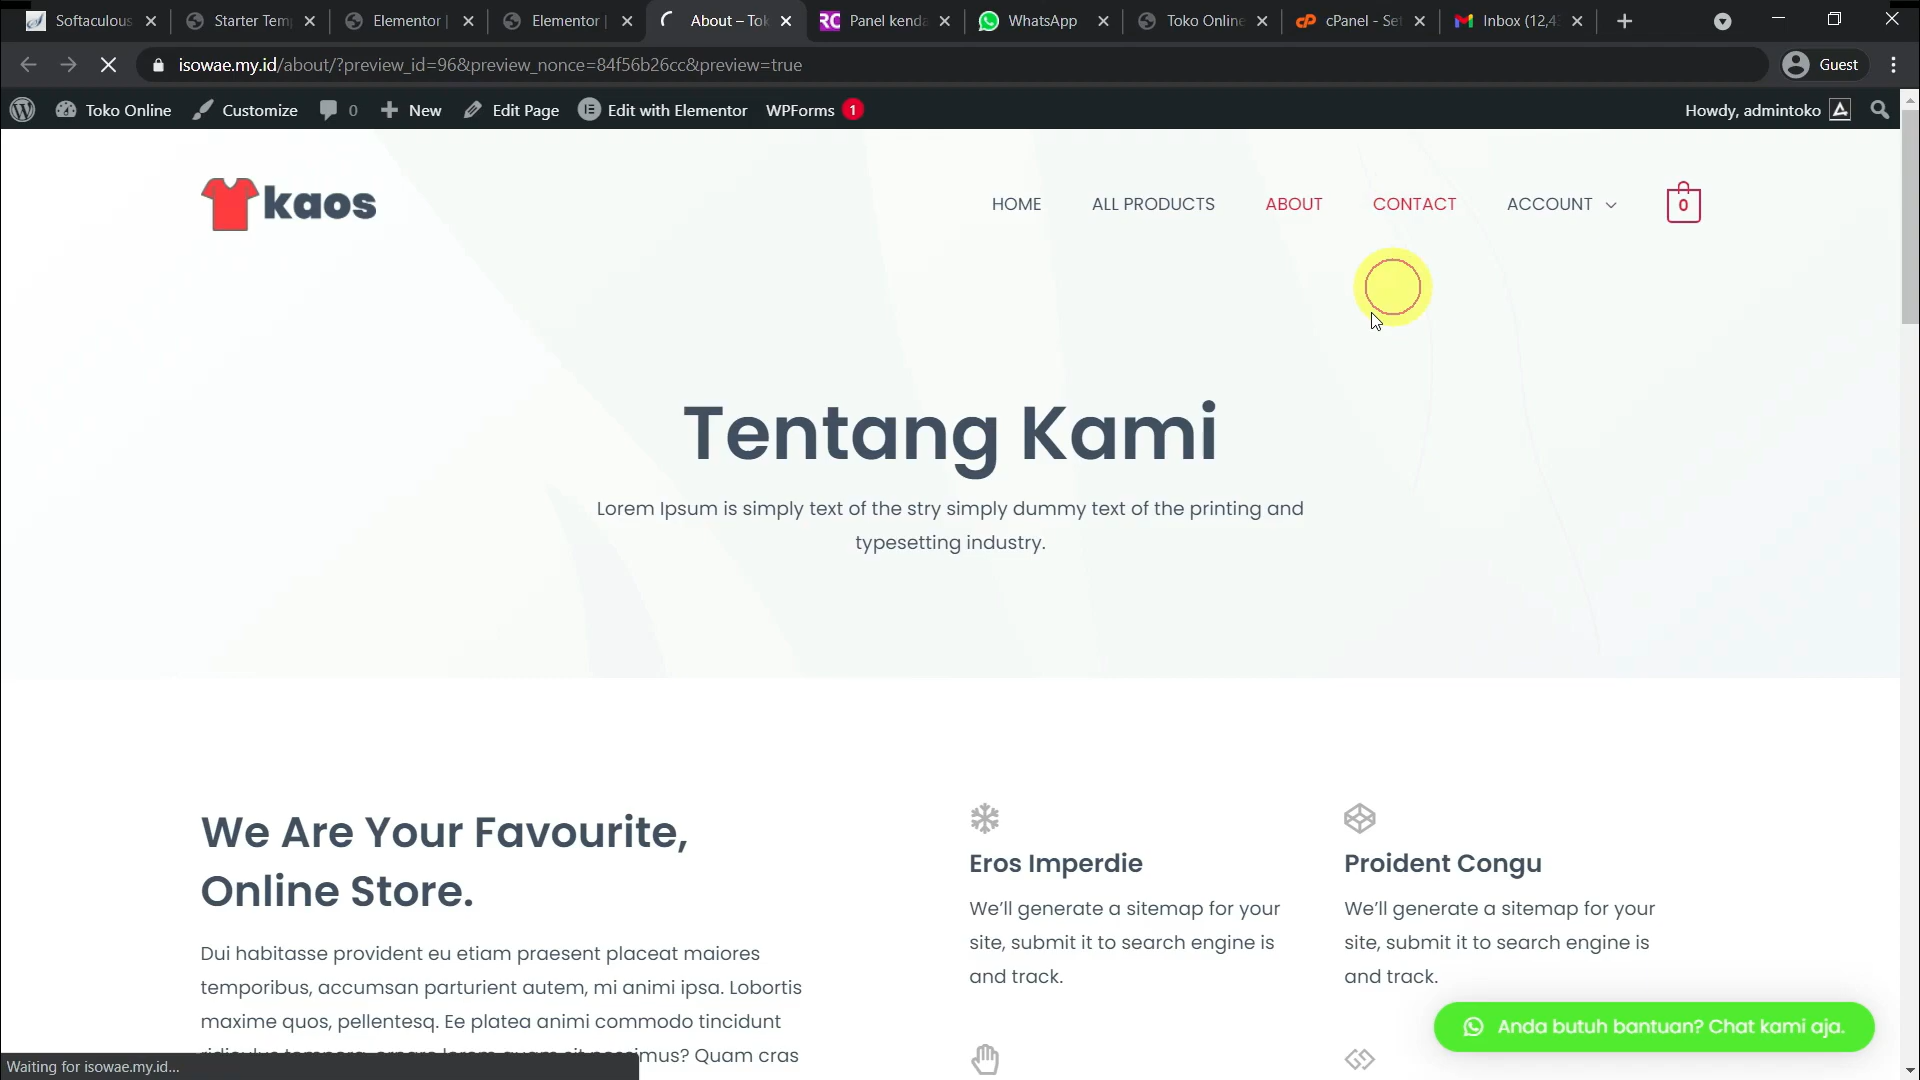 Softaculous
Starter Tem
Elementor |
Elementor |
About – Tok
RC Panel kenda
WhatsApp
Toko Online
cP cPanel - Set
Inbox (12,4
isowae.my.id/about/?preview_id=96&preview_nonce=84f56b26cc&preview=true
Guest
Toko Online Customize 0 New Edit Page Edit with Elementor WPForms 1
Howdy, admintoko
kaos
HOME ALL PRODUCTS ABOUT CONTACT ACCOUNT 0
Tentang Kami
Lorem Ipsum is simply text of the stry simply dummy text of the printing and
typesetting industry.
We Are Your Favourite,
Online Store.
Dui habitasse provident eu etiam praesent placeat maiores
temporibus, accumsan parturient autem, mi animi ipsa. Lobortis
maxime quos, pellentesq. Ee platea animi commodo tincidunt
simus? Quam cras
Eros Imperdie
We'll generate a sitemap for your
site, submit it to search engine is
and track.
Proident Congu
We'll generate a sitemap for your
site, submit it to search engine is
and track.
Anda butuh bantuan? Chat kami aja.
Waiting for isowae.my.id...